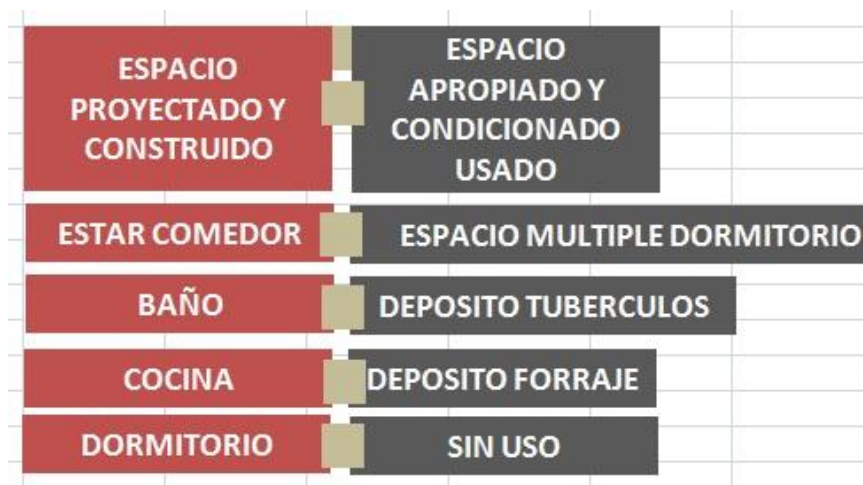 ESPACIO
PROYECTADO Y
CONSTRUIDO
ESPACIO
APROPIADO Y
CONDICIONADO
USADO
ESTAR COMEDOR
ESPACIO MULTIPLE DORMITORIO
BAÑO
DEPOSITO TUBERCULOS
COCINA
DEPOSITO FORRAJE
DORMITORIO
SIN USO